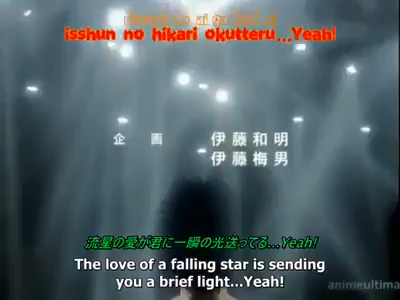 isshun no hikari okutteru...Yeah!
企 画 伊藤和明
伊藤梅男
流星の愛が君に一瞬の光送ってる...Yeah!
The love of a falling star is sending
you a brief light...Yeah!
animeultima